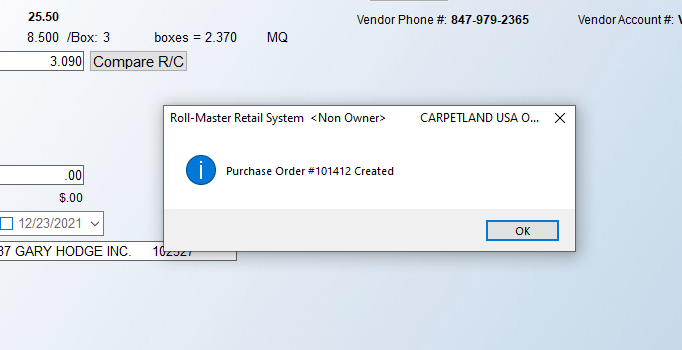 25.50
Vendor Phone #: 847-979-2365 Vendor Account #:
8.500 /Box: 3 boxes = 2.370 MQ
3.090 Compare R/C
Roll-Master Retail System <Non Owner> CARPETLAND USA O...
Purchase Order #101412 Created
.00
$.00
12/23/2021
OK
37 GARY HODGE INC. 102527